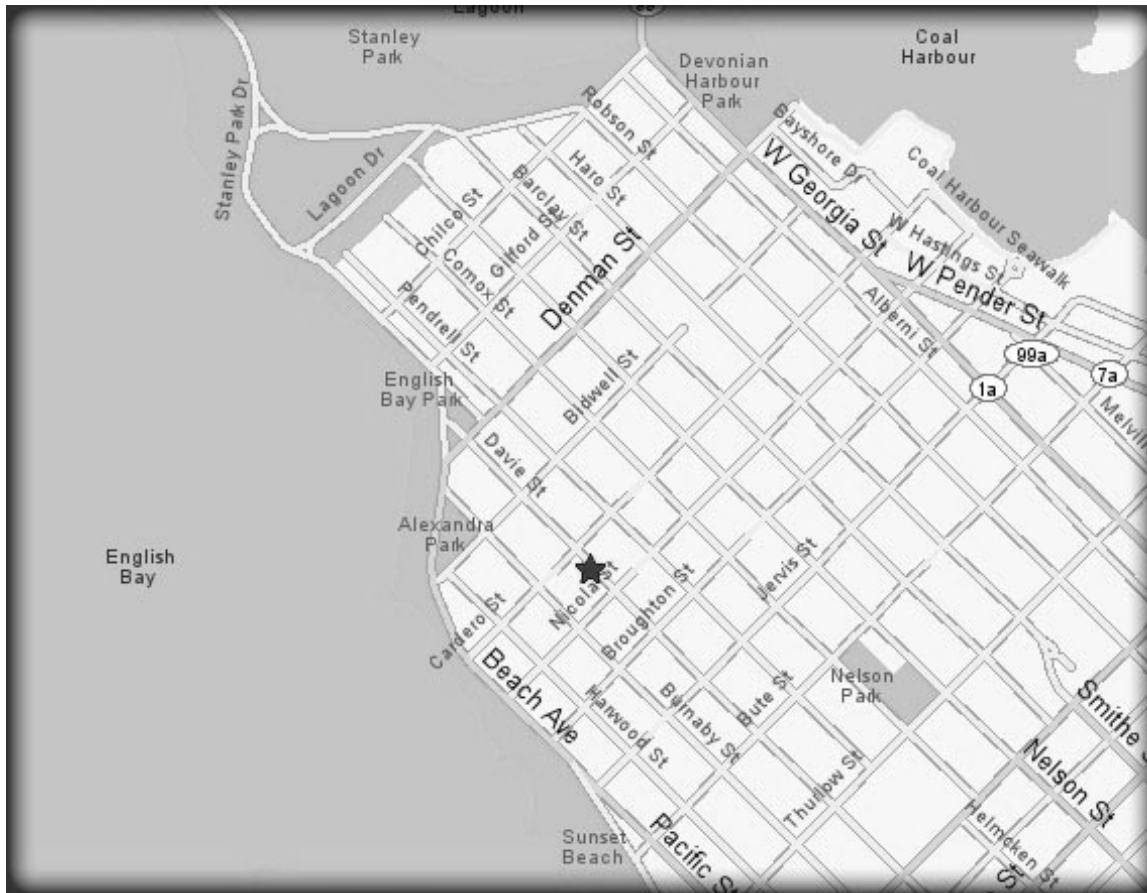 Lagoon
Stanley
Park
Coal
Harbour
Devonian
Harbour
Park
Stanley Park Dr
Lagoon Dr
Robson St
Bayshore Dr
Coal Harbour Seawalk
W Georgia St
Haro St
Barclay St
Gilford St
Chilco St
Comox St
Pendrell St
Denman St
W Hastings St
W Pender St
Alberni St
99a
7a
1a
Bidwell St
English
Bay Park
Davie St
Alexandra
Park
English
Bay
Nicola St
Broughton St
Jervis St
Cardero St
Beach Ave
Harwood St
Burnaby St
Bute St
Nelson
Park
Smithe
Nelson St
Thurlow St
Helmcken St
Sunset
Beach
Pacific St
St